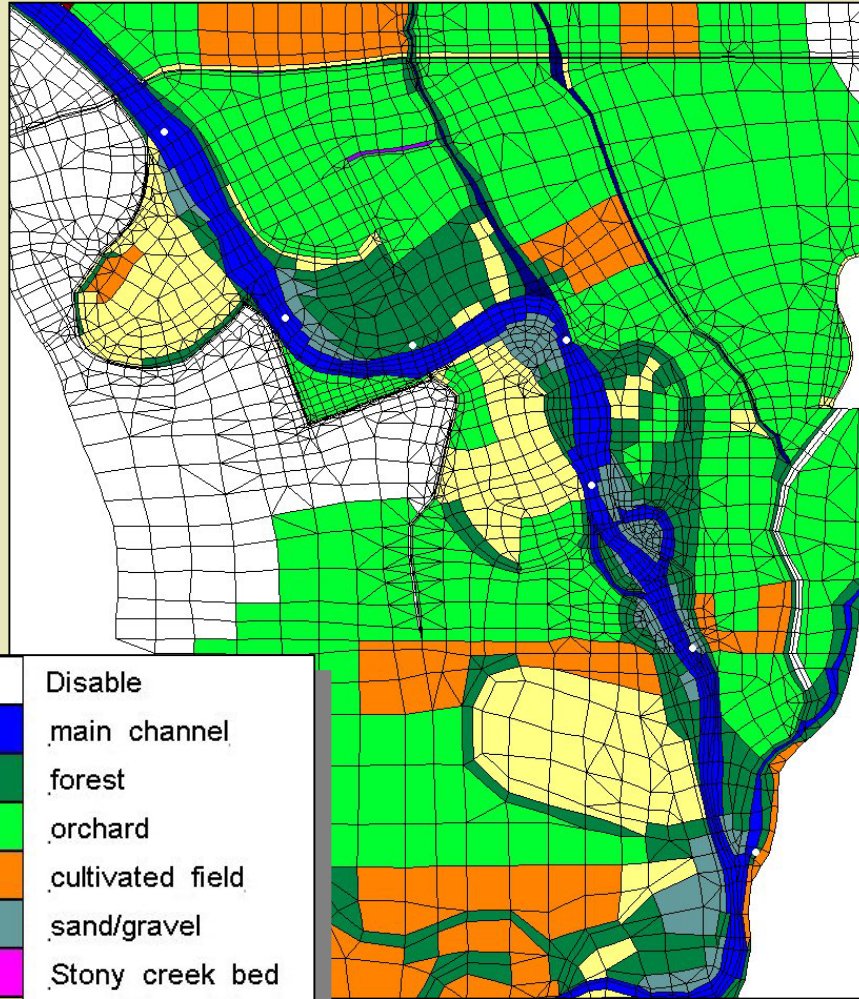 Disable
main channel
forest
orchard
cultivated field
sand/gravel
Stony creek bed